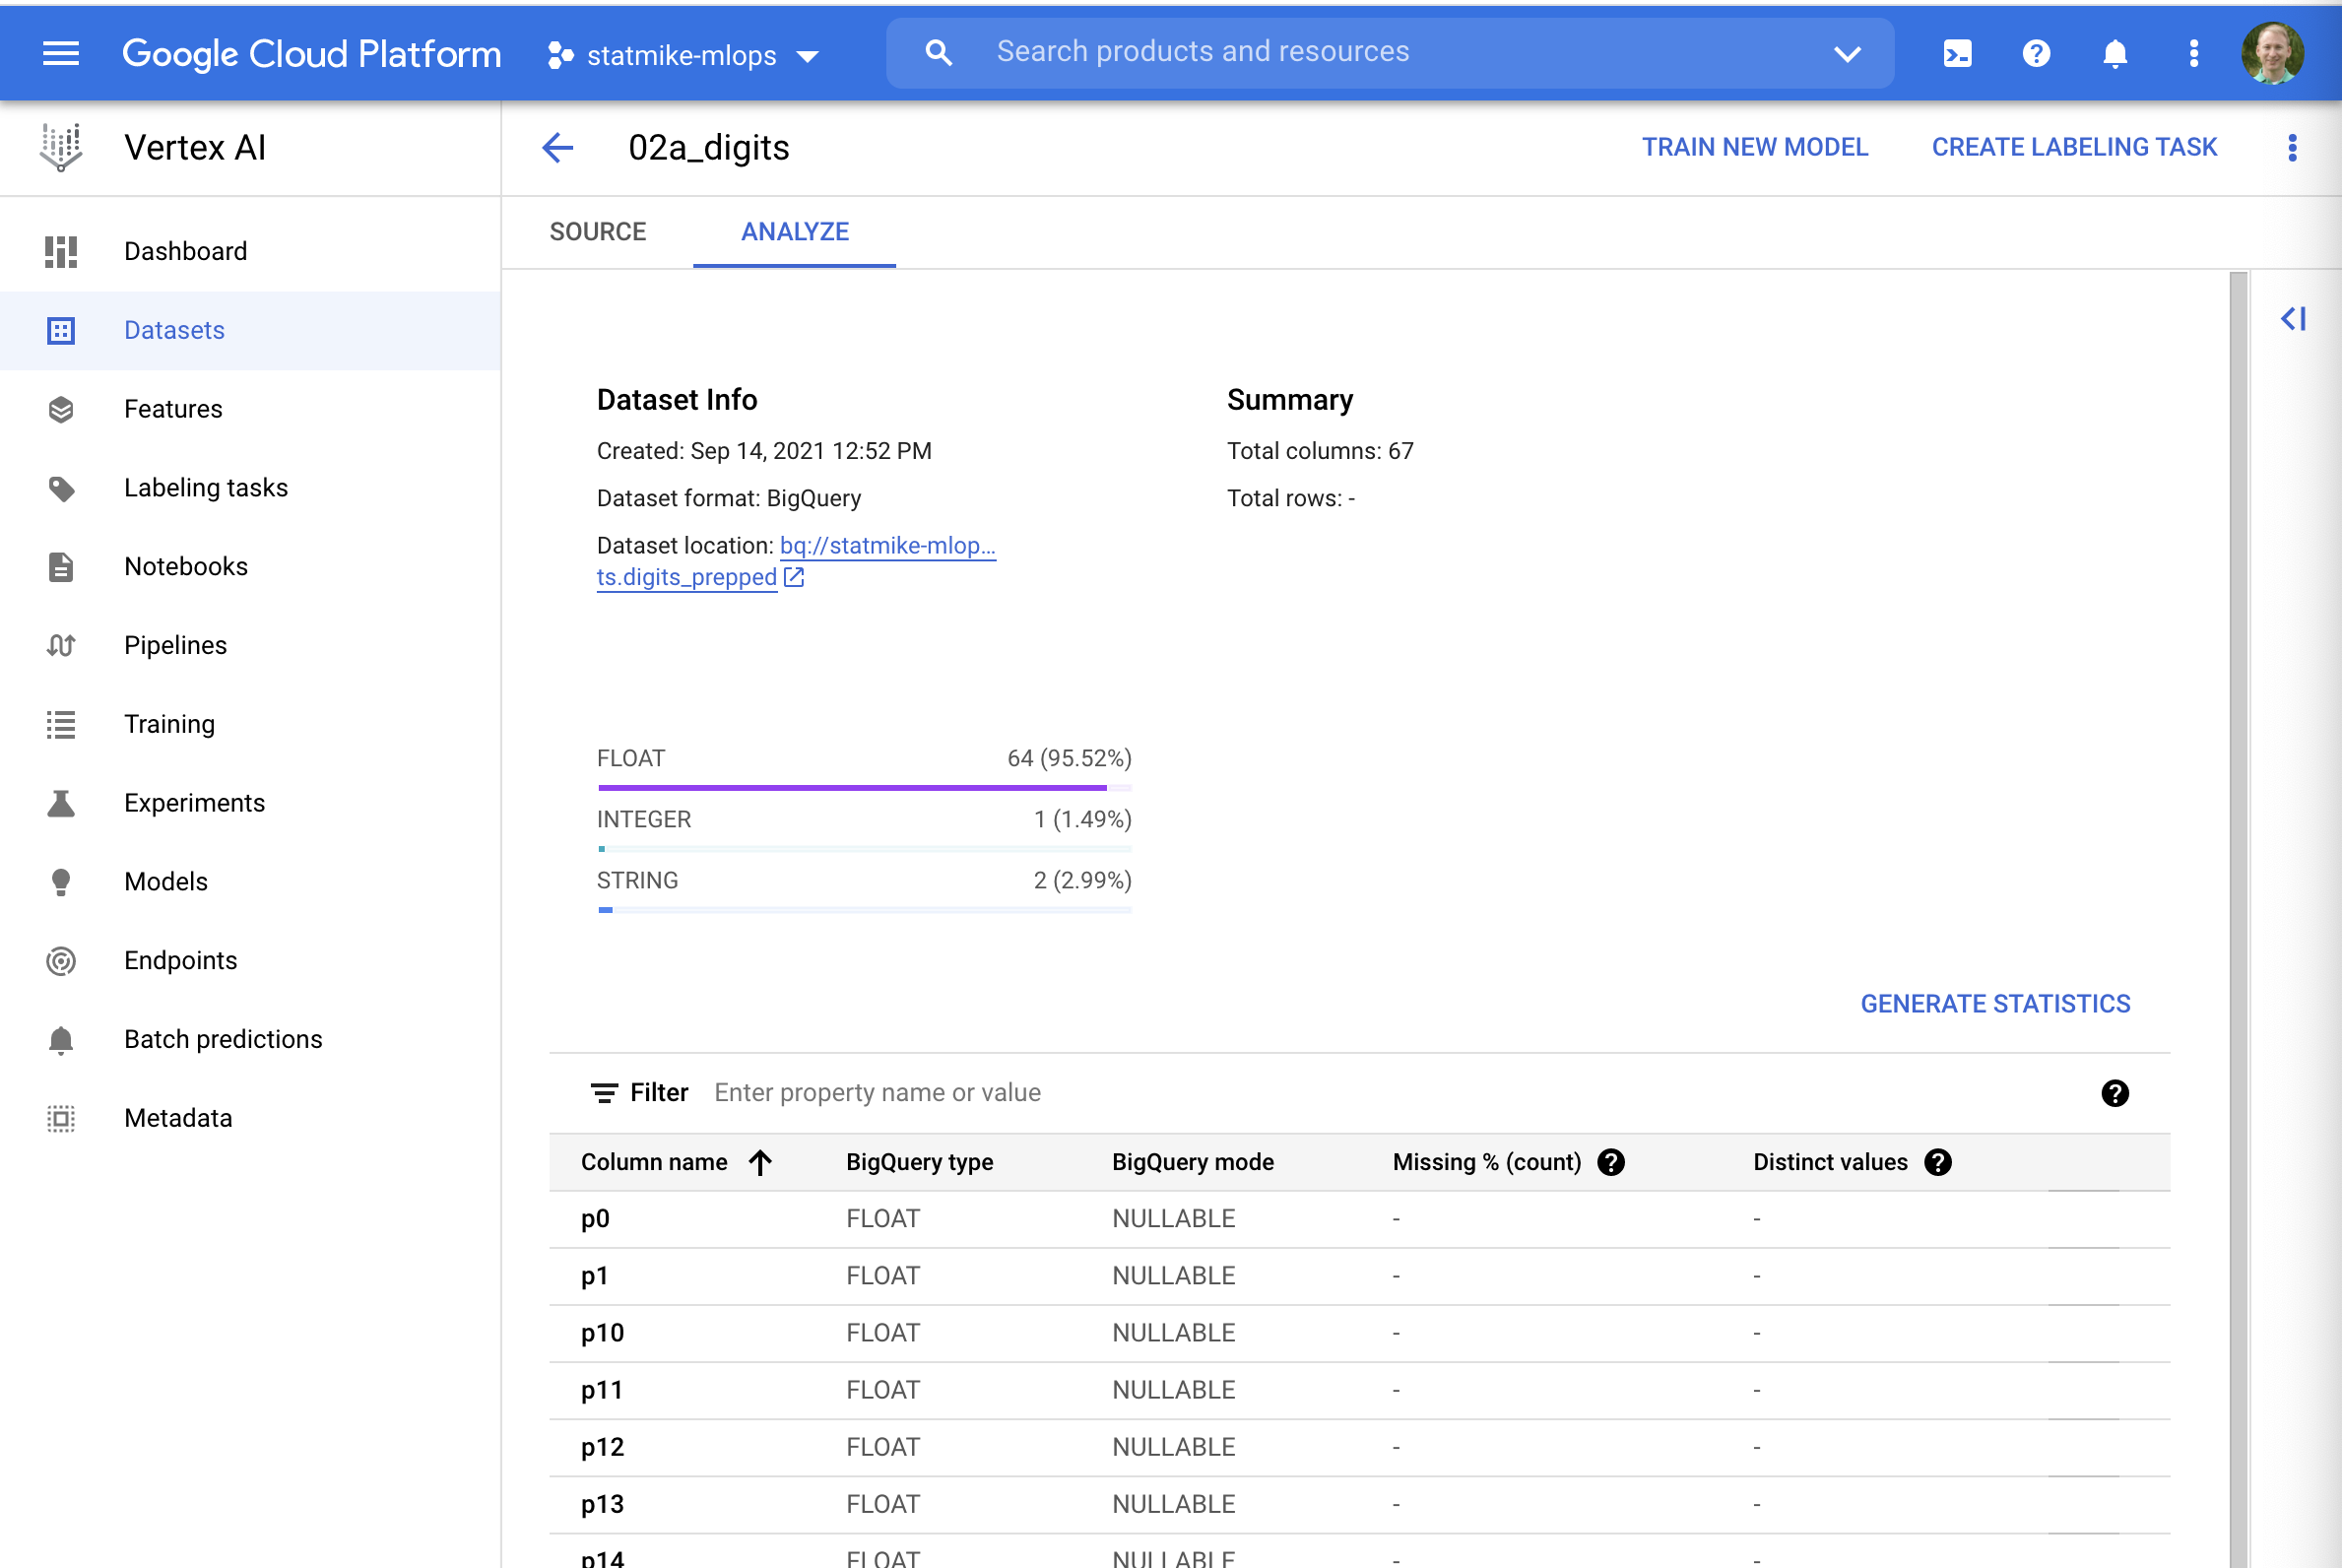 Google Cloud Platform
statmike-mlops
Search products and resources
Vertex AI
02a_digits
TRAIN NEW MODEL
CREATE LABELING TASK
Dashboard
Datasets
Features
Labeling tasks
Notebooks
Pipelines
Training
Experiments
Models
Endpoints
Batch predictions
Metadata
SOURCE
ANALYZE
Dataset Info
Created: Sep 14, 2021 12:52 PM
Dataset format: BigQuery
Dataset location: bq://statmike-mlop...
ts.digits_prepped
Summary
Total columns: 67
Total rows: -
FLOAT 64 (95.52%)
INTEGER 1 (1.49%)
STRING 2 (2.99%)
GENERATE STATISTICS
Filter Enter property name or value
Column name BigQuery type BigQuery mode Missing % (count) Distinct values
p0 FLOAT NULLABLE - -
p1 FLOAT NULLABLE - -
p10 FLOAT NULLABLE - -
p11 FLOAT NULLABLE - -
p12 FLOAT NULLABLE - -
p13 FLOAT NULLABLE - -
p14 FLOAT NULLABLE - -